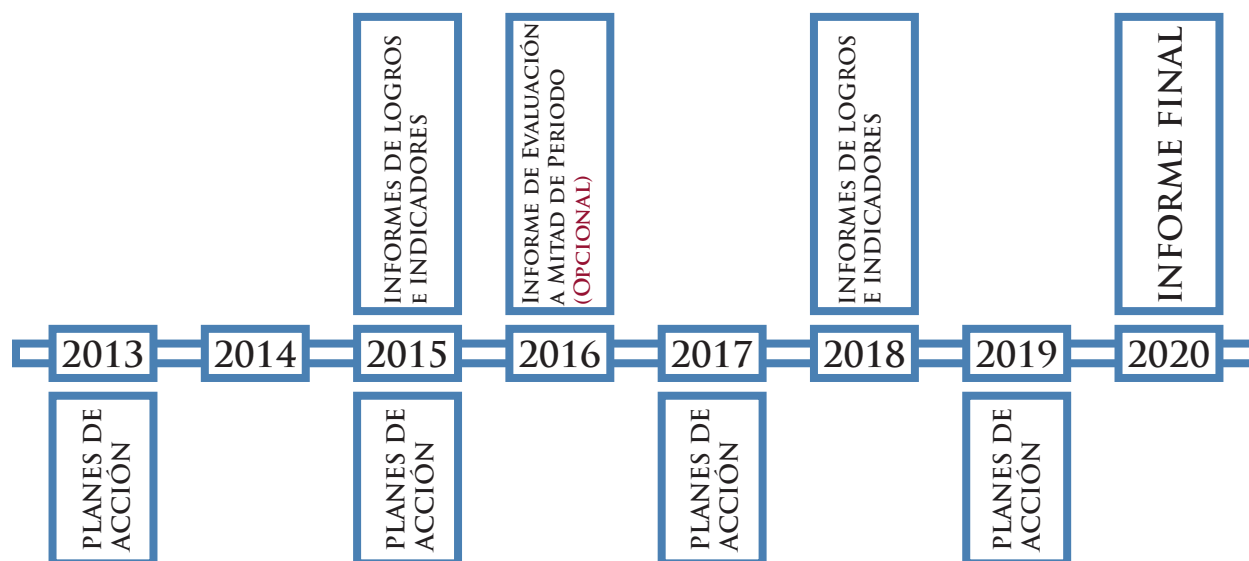 INFORMES DE LOGROS
E INDICADORES
INFORME DE EVALUACIÓN
A MITAD DE PERIODO
(OPCIONAL)
INFORMES DE LOGROS
E INDICADORES
INFORME FINAL
2013
2014
2015
2016
2017
2018
2019
2020
PLANES DE
ACCIÓN
PLANES DE
ACCIÓN
PLANES DE
ACCIÓN
PLANES DE
ACCIÓN